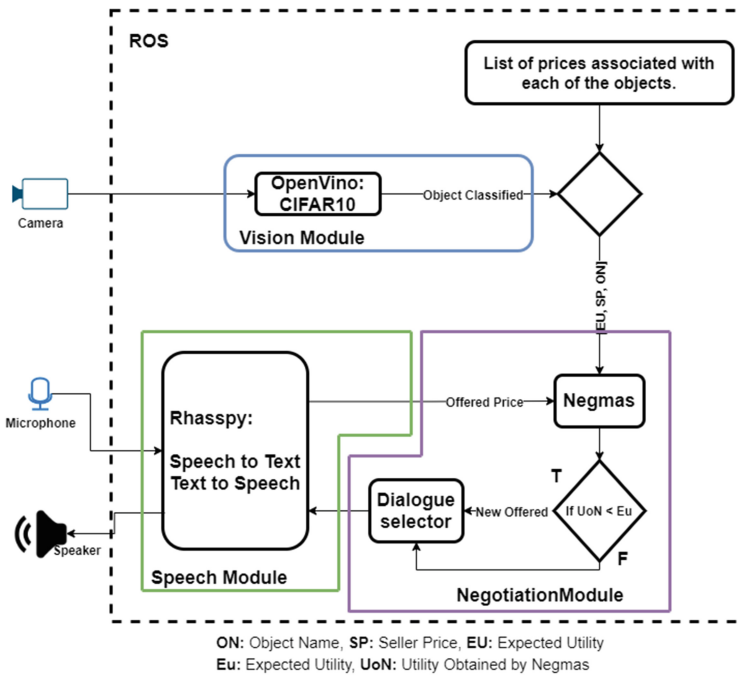 ROS
List of prices associated with
each of the objects.
OpenVino:
CIFAR10
Object Classified
Camera
Vision Module
[EU, SP, ON]
Rhasspy:
Speech to Text
Text to Speech
Offered Price
Negmas
Microphone
T
Dialogue
selector
New Offered
If UoN < Eu
Speaker
F
Speech Module
NegotiationModule
ON: Object Name, SP: Seller Price, EU: Expected Utility
Eu: Expected Utility, UoN: Utility Obtained by Negmas